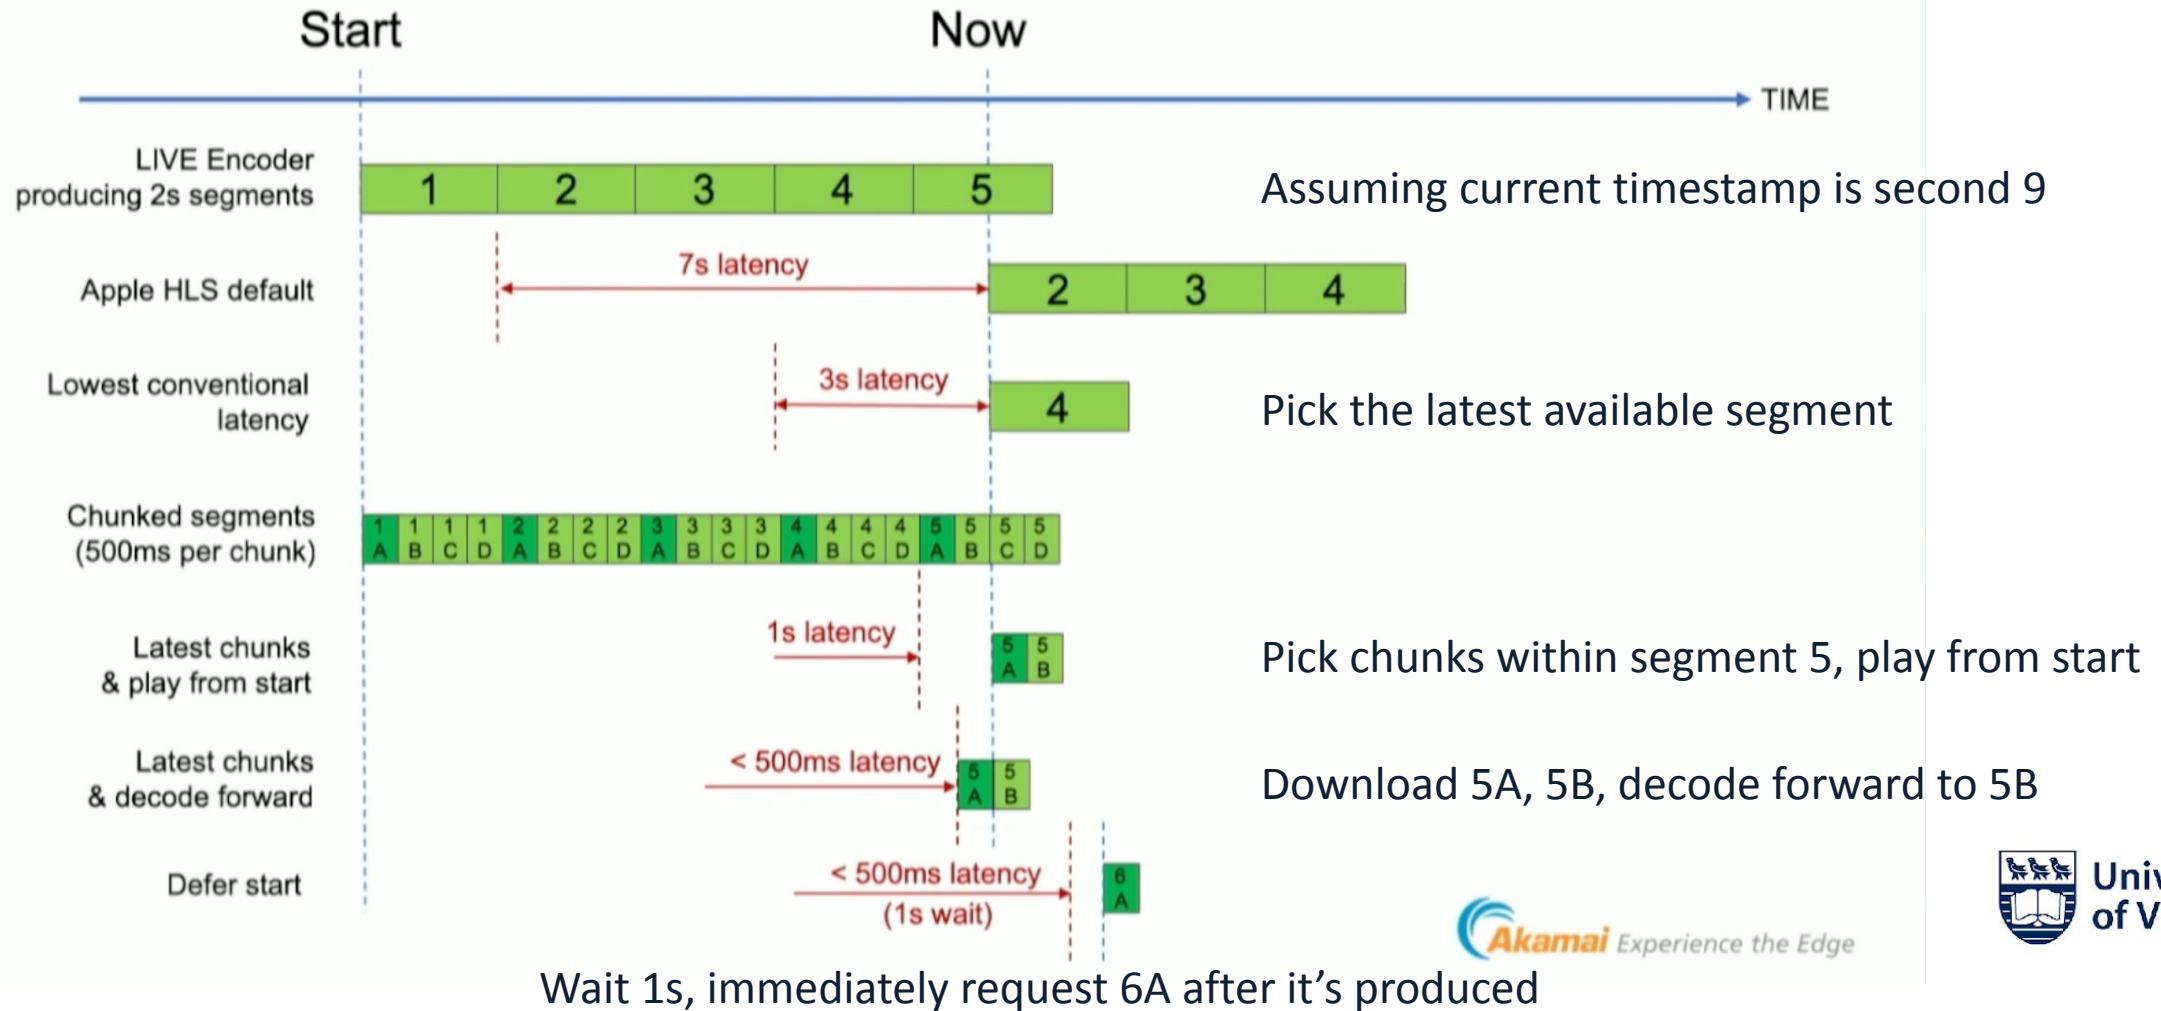 Start
Now
TIME
LIVE Encoder
producing 2s segments
1 2 3 4 5
Assuming current timestamp is second 9
Apple HLS default
7s latency
2 3 4
Lowest conventional
latency
3s latency
4
Pick the latest available segment
Chunked segments
(500ms per chunk)
1 1 1 1 2 2 2 2 3 3 3 3 4 4 4 4 5 5 5 5
A B C D A B C D A B C D A B C D A B C D
Latest chunks
& play from start
1s latency
5 5
A B
Pick chunks within segment 5, play from start
Latest chunks
& decode forward
< 500ms latency
5 5
A B
Download 5A, 5B, decode forward to 5B
Defer start
< 500ms latency
(1s wait)
6
A
Akamai Experience the Edge
Univ
of V
Wait 1s, immediately request 6A after it's produced